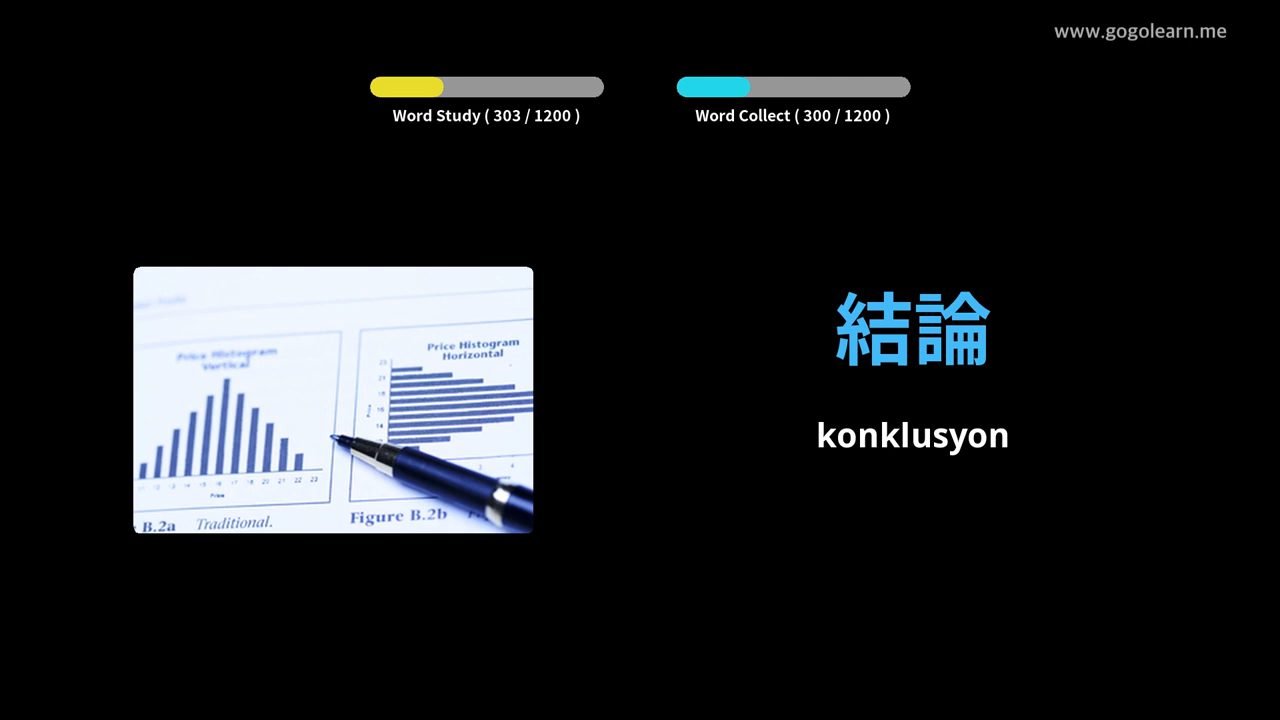 www.gogolearn.me
Word Study ( 303 / 1200 )
Word Collect ( 300 / 1200 )
Price Histogram
Vertical
Price Histogram
Horizontal
結論
konklusyon
Price
B.2a Traditional.
Figure B.2b